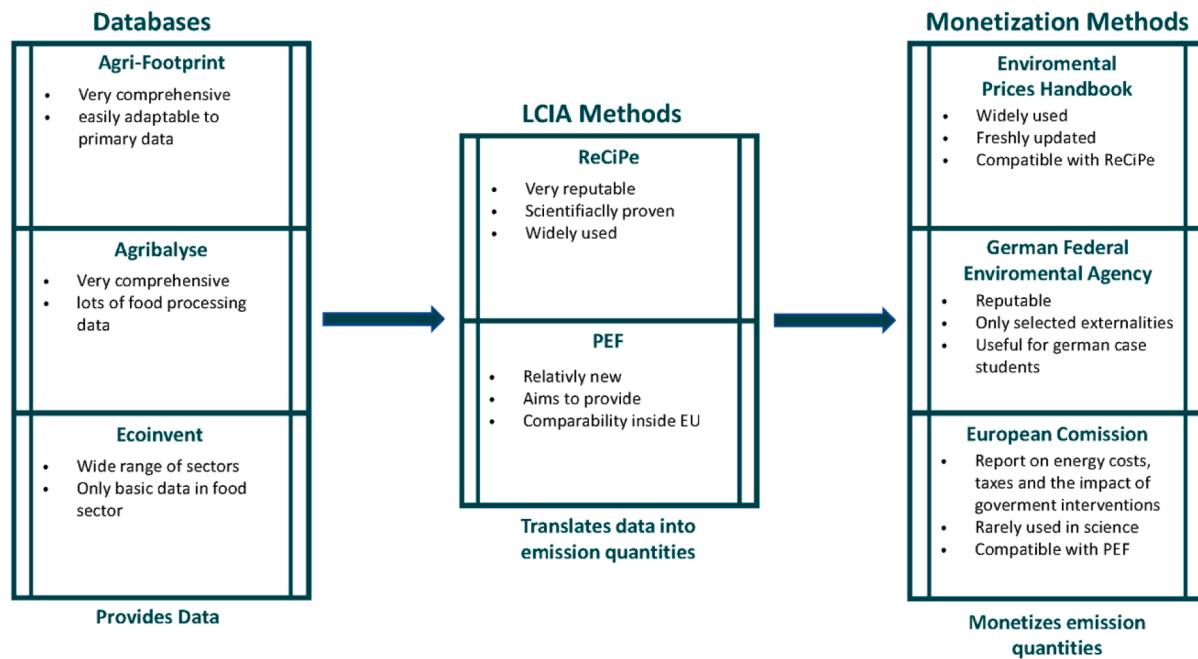 Databases
Agri-Footprint
• Very comprehensive
• easily adaptable to
primary data
Agribalyse
• Very comprehensive
• lots of food processing
data
Ecoinvent
• Wide range of sectors
• Only basic data in food
sector
Provides Data
LCIA Methods
ReCiPe
• Very reputable
• Scientifiaclly proven
• Widely used
PEF
• Relativly new
• Aims to provide
• Comparability inside EU
Translates data into
emission quantities
Monetization Methods
Enviromental
Prices Handbook
• Widely used
• Freshly updated
• Compatible with ReCiPe
German Federal
Enviromental Agency
• Reputable
• Only selected externalities
• Useful for german case
students
European Comission
• Report on energy costs,
taxes and the impact of
goverment interventions
• Rarely used in science
• Compatible with PEF
Monetizes emission
quantities